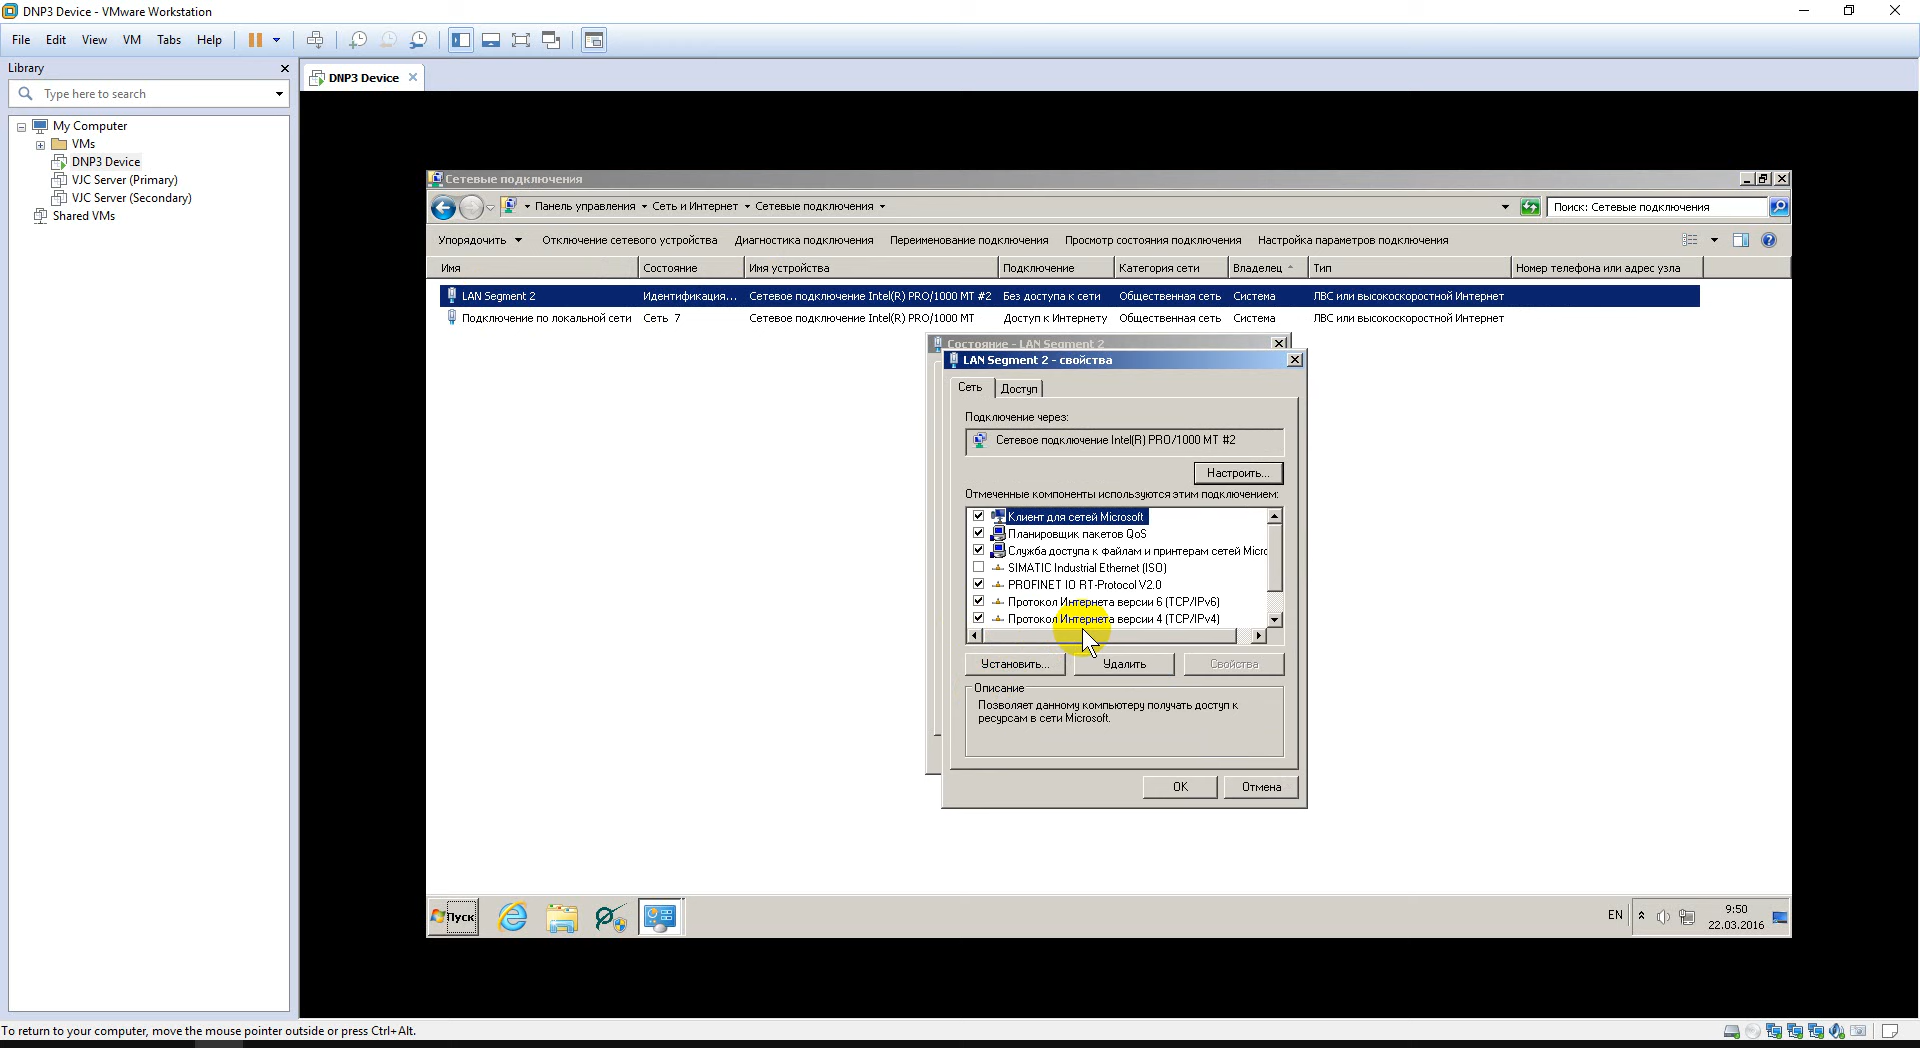 DNP3 Device - VMware Workstation
File Edit View VM Tabs Help
Library
Type here to search
My Computer
VMs
DNP3 Device
VJC Server (Primary)
VJC Server (Secondary)
Shared VMs
DNP3 Device
Сетевые подключения
Панель управления Сеть и Интернет Сетевые подключения
Поиск: Сетевые подключения
Упорядочить Отключение сетевого устройства Диагностика подключения Переименование подключения Просмотр состояния подключения Настройка параметров подключения
Имя Состояние Имя устройства Подключение Категория сети Владелец Тип Номер телефона или адрес узла
LAN Segment 2 Идентификация... Сетевое подключение Intel(R) PRO/1000 MT #2 Без доступа к сети Общественная сеть Система ЛВС или высокоскоростной Интернет
Подключение по локальной сети Сеть 7 Сетевое подключение Intel(R) PRO/1000 MT Доступ к Интернету Общественная сеть Система ЛВС или высокоскоростной Интернет
Состояние - LAN Segment 2
LAN Segment 2 - свойства
Сеть Доступ
Подключение через:
Сетевое подключение Intel(R) PRO/1000 MT #2
Настроить...
Отмеченные компоненты используются этим подключением:
Клиент для сетей Microsoft
Планировщик пакетов QoS
Служба доступа к файлам и принтерам сетей Micro
SIMATIC Industrial Ethernet (ISO)
PROFINET IO RT-Protocol V2.0
Протокол Интернета версии 6 (TCP/IPv6)
Протокол Интернета версии 4 (TCP/IPv4)
Установить... Удалить Свойства
Описание
Позволяет данному компьютеру получать доступ к
ресурсам в сети Microsoft.
OK Отмена
Пуск
EN
9:50
22.03.2016
To return to your computer, move the mouse pointer outside or press Ctrl+Alt.